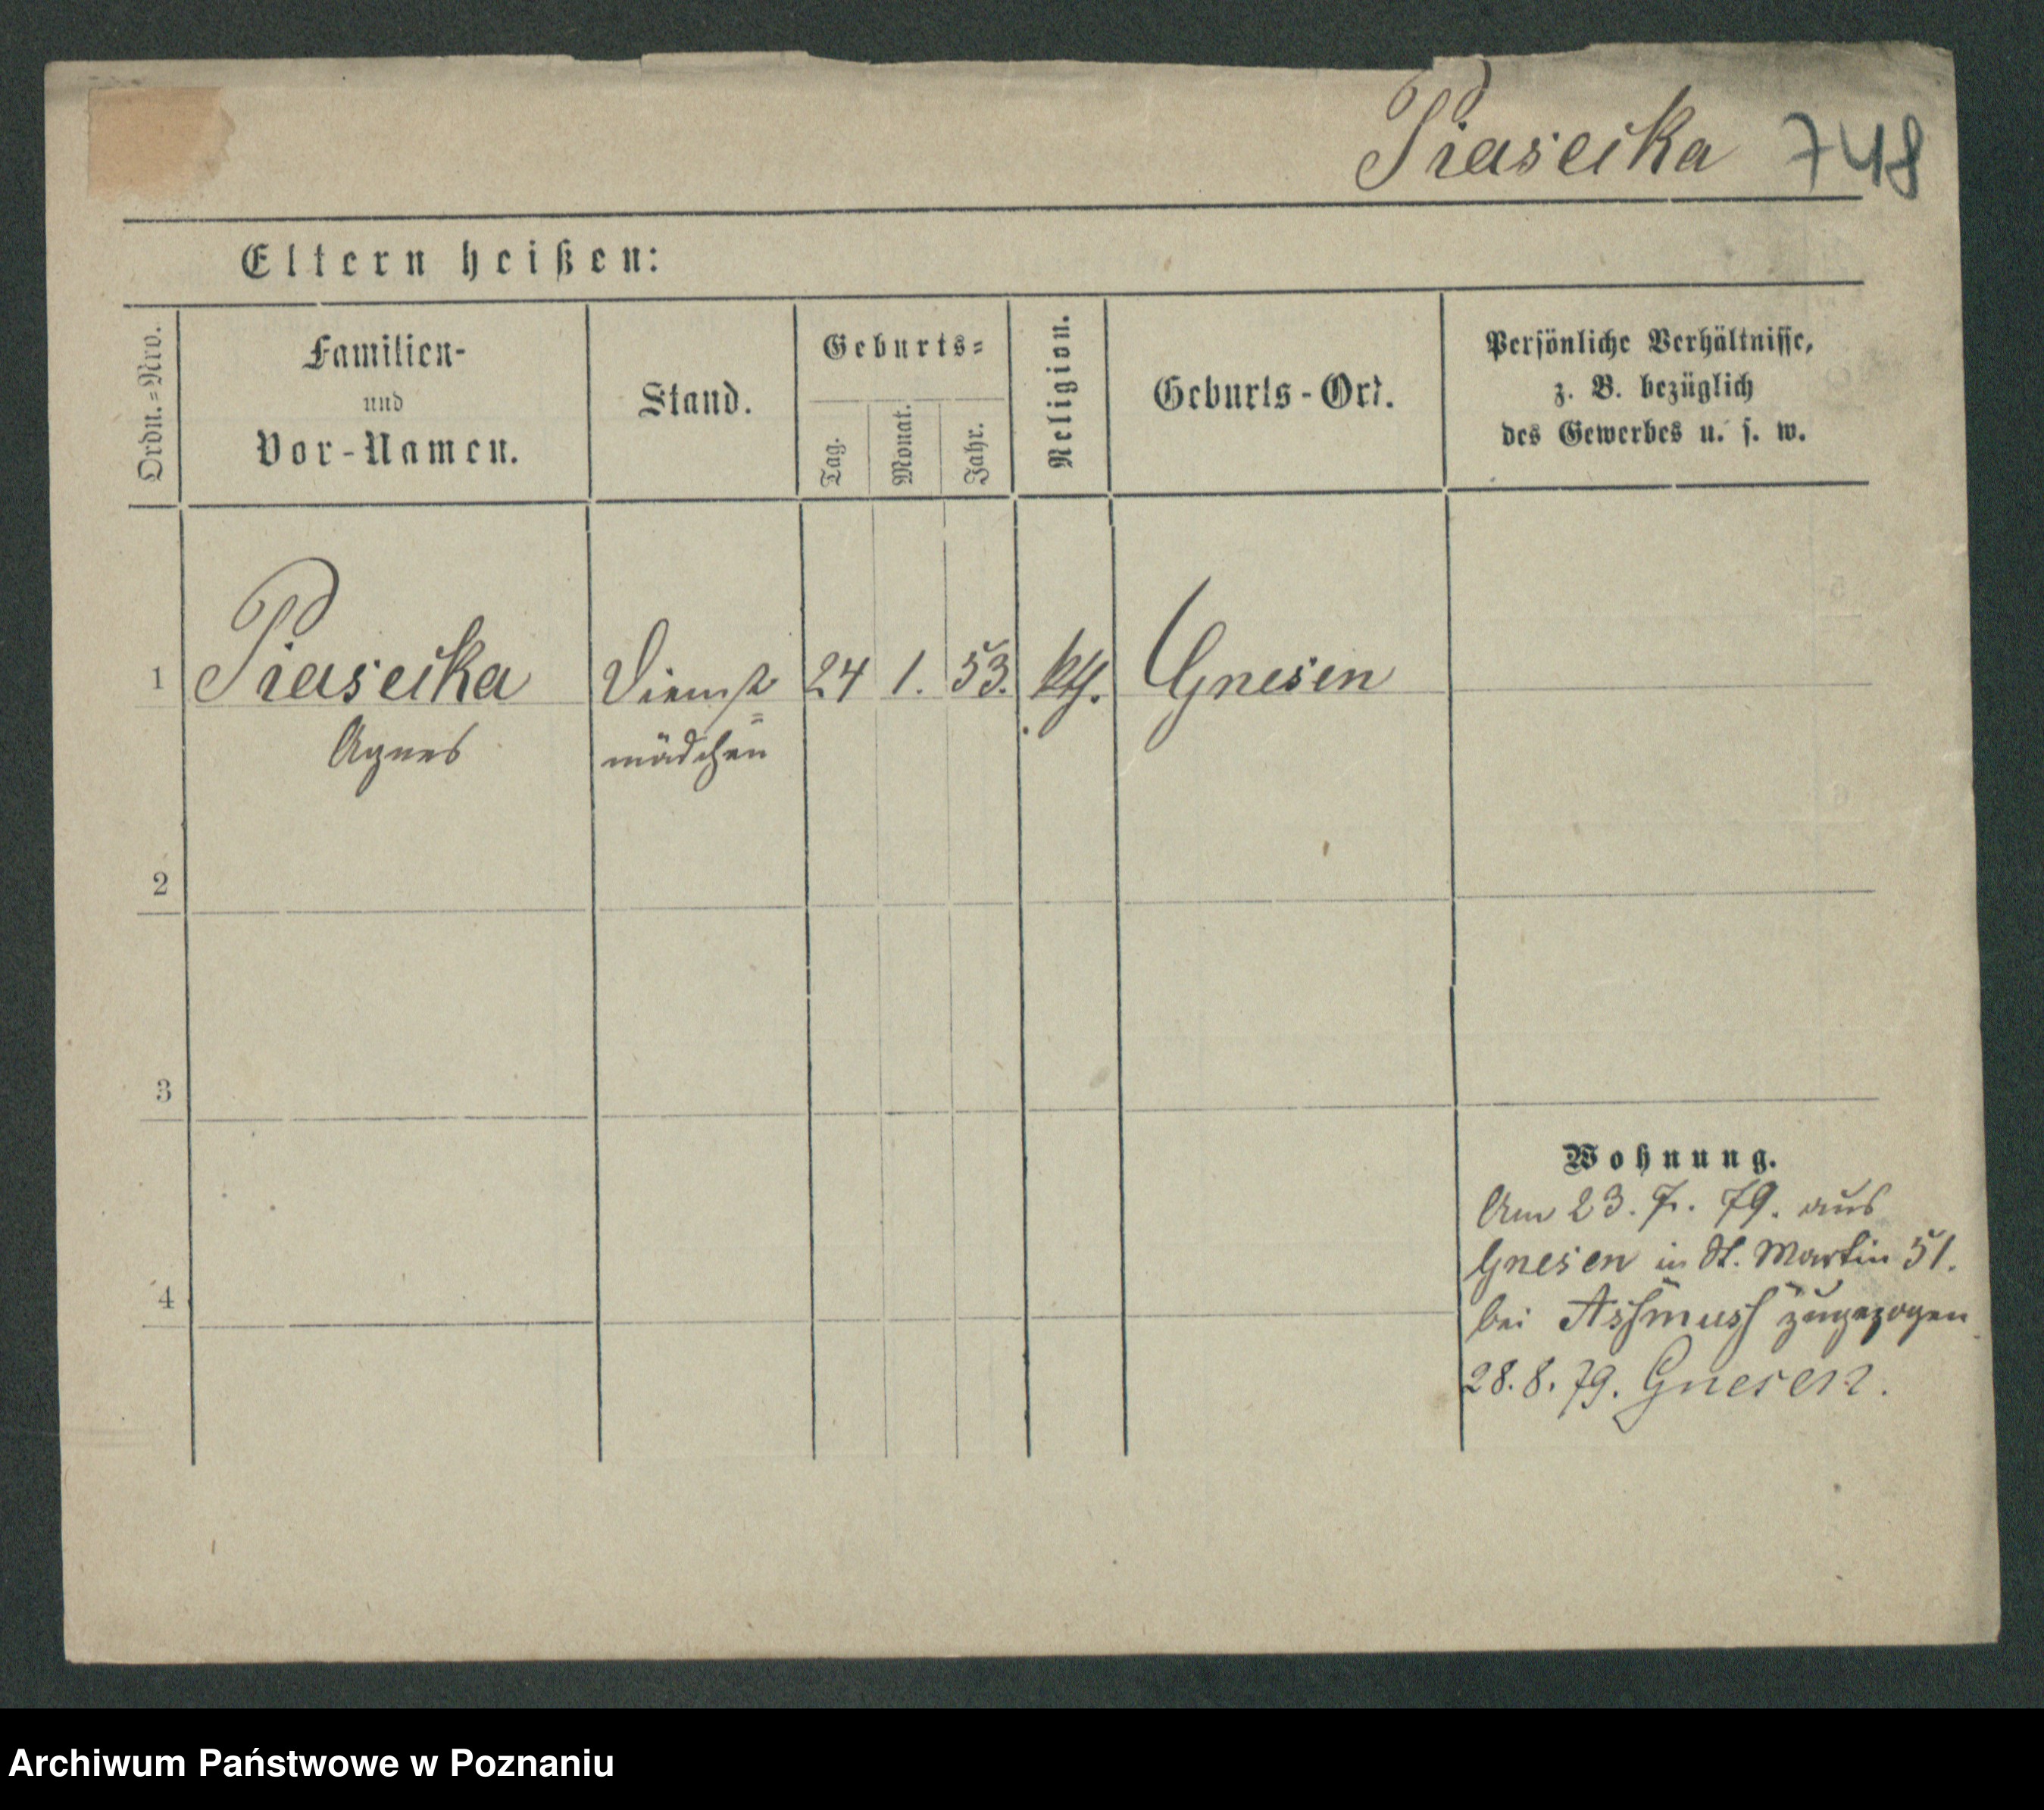 Piaseika 748
Eltern heißen:
Ordn.=Nro.
Familien-
und
Vor-Namen.
Stand.
Geburts=
Tag.
Monat.
Jahr.
Religion.
Geburts-Ort.
Persönliche Verhältnisse,
z. B. bezüglich
des Gewerbes u. s. w.
1 Piaseika Dienst= 24 1. 53. kth. Gnesen
Agnes mädchen
2
3
Wohnung.
Am 23. 7. 79. aus
Gnesen in St. Martin 51.
4
bei Assmuss zugezogen
28. 8. 79. Gnesen.
Archiwum Państwowe w Poznaniu